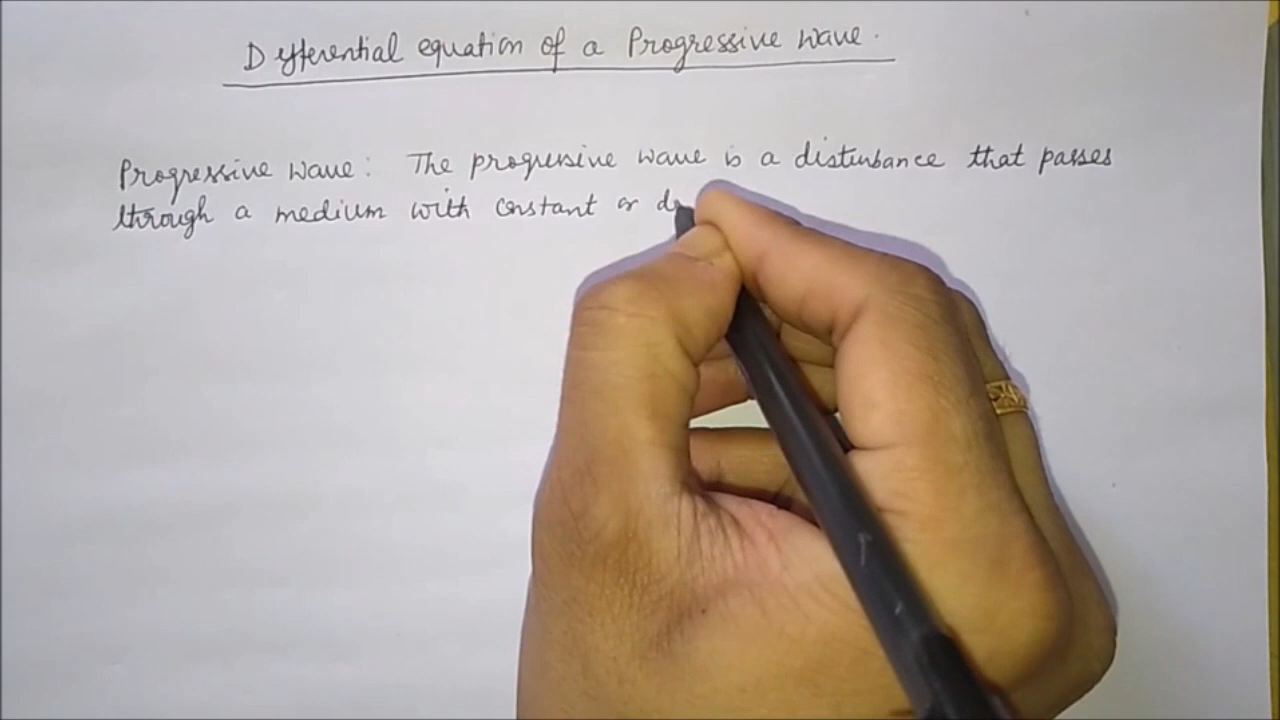 Differential equation of a Progressive wave.
Progressive wave: The progressive wave is a disturbance that passes
through a medium with constant or de